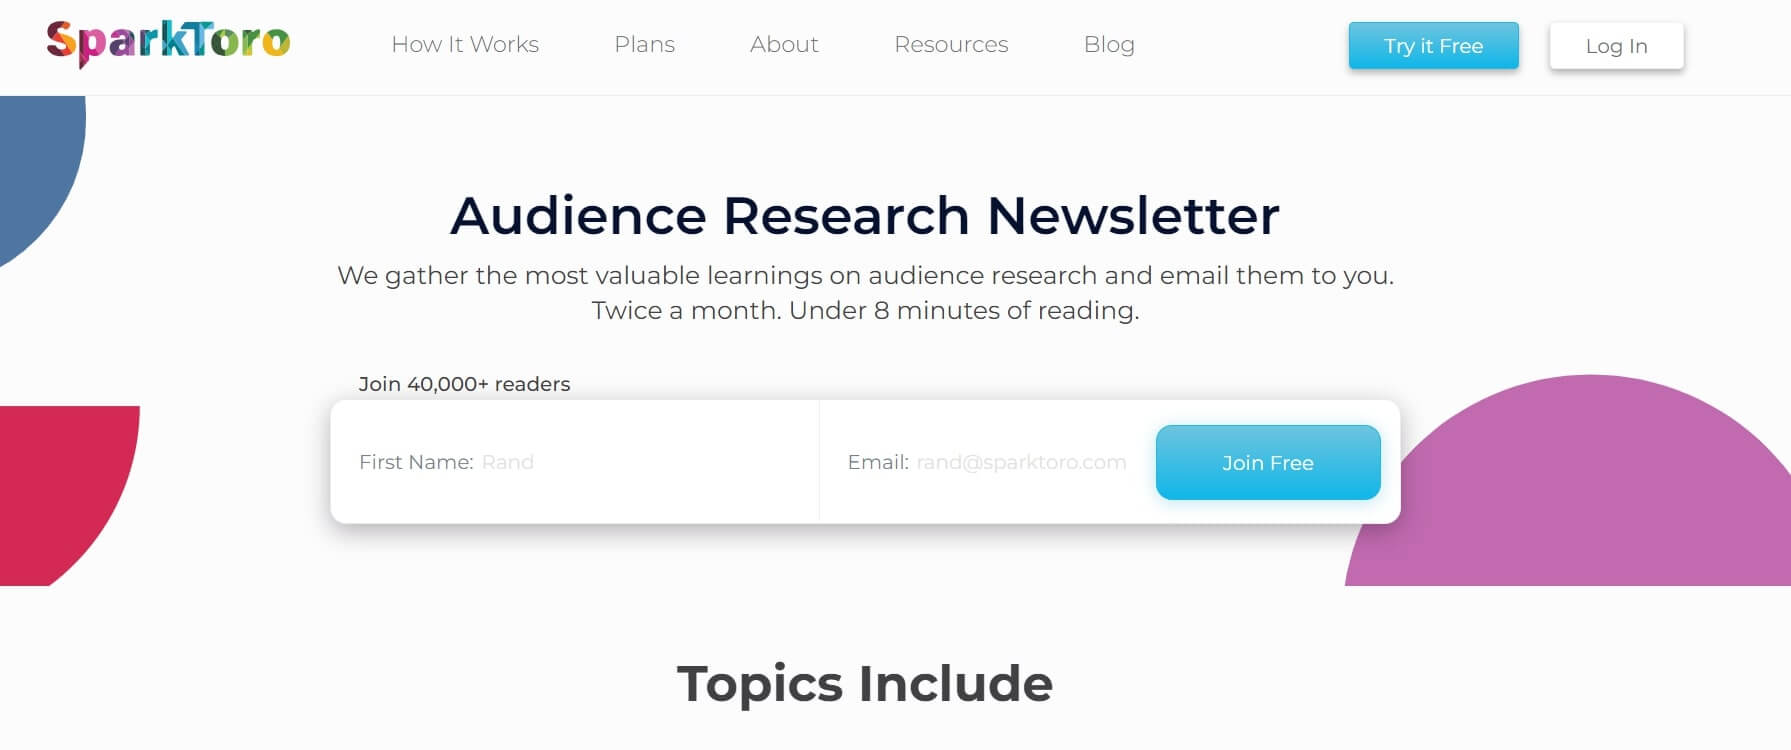 SparkToro
How It Works
Plans
About
Resources
Blog
Try it Free
Log In
Audience Research Newsletter
We gather the most valuable learnings on audience research and email them to you.
Twice a month. Under 8 minutes of reading.
Join 40,000+ readers
First Name: Rand
Email: rand@sparktoro.com
Join Free
Topics Include